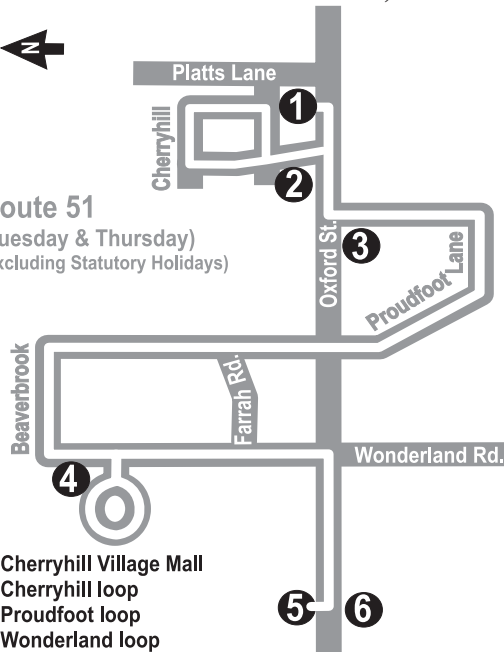 N
Platts Lane
1
Cherryhill
2
oute 51
uesday & Thursday)
xcluding Statutory Holidays)
Oxford St.
3
Proudfoot Lane
Beaverbrook
Farrah Rd.
Wonderland Rd.
4
Cherryhill Village Mall
Cherryhill loop
Proudfoot loop
Wonderland loop
5
6